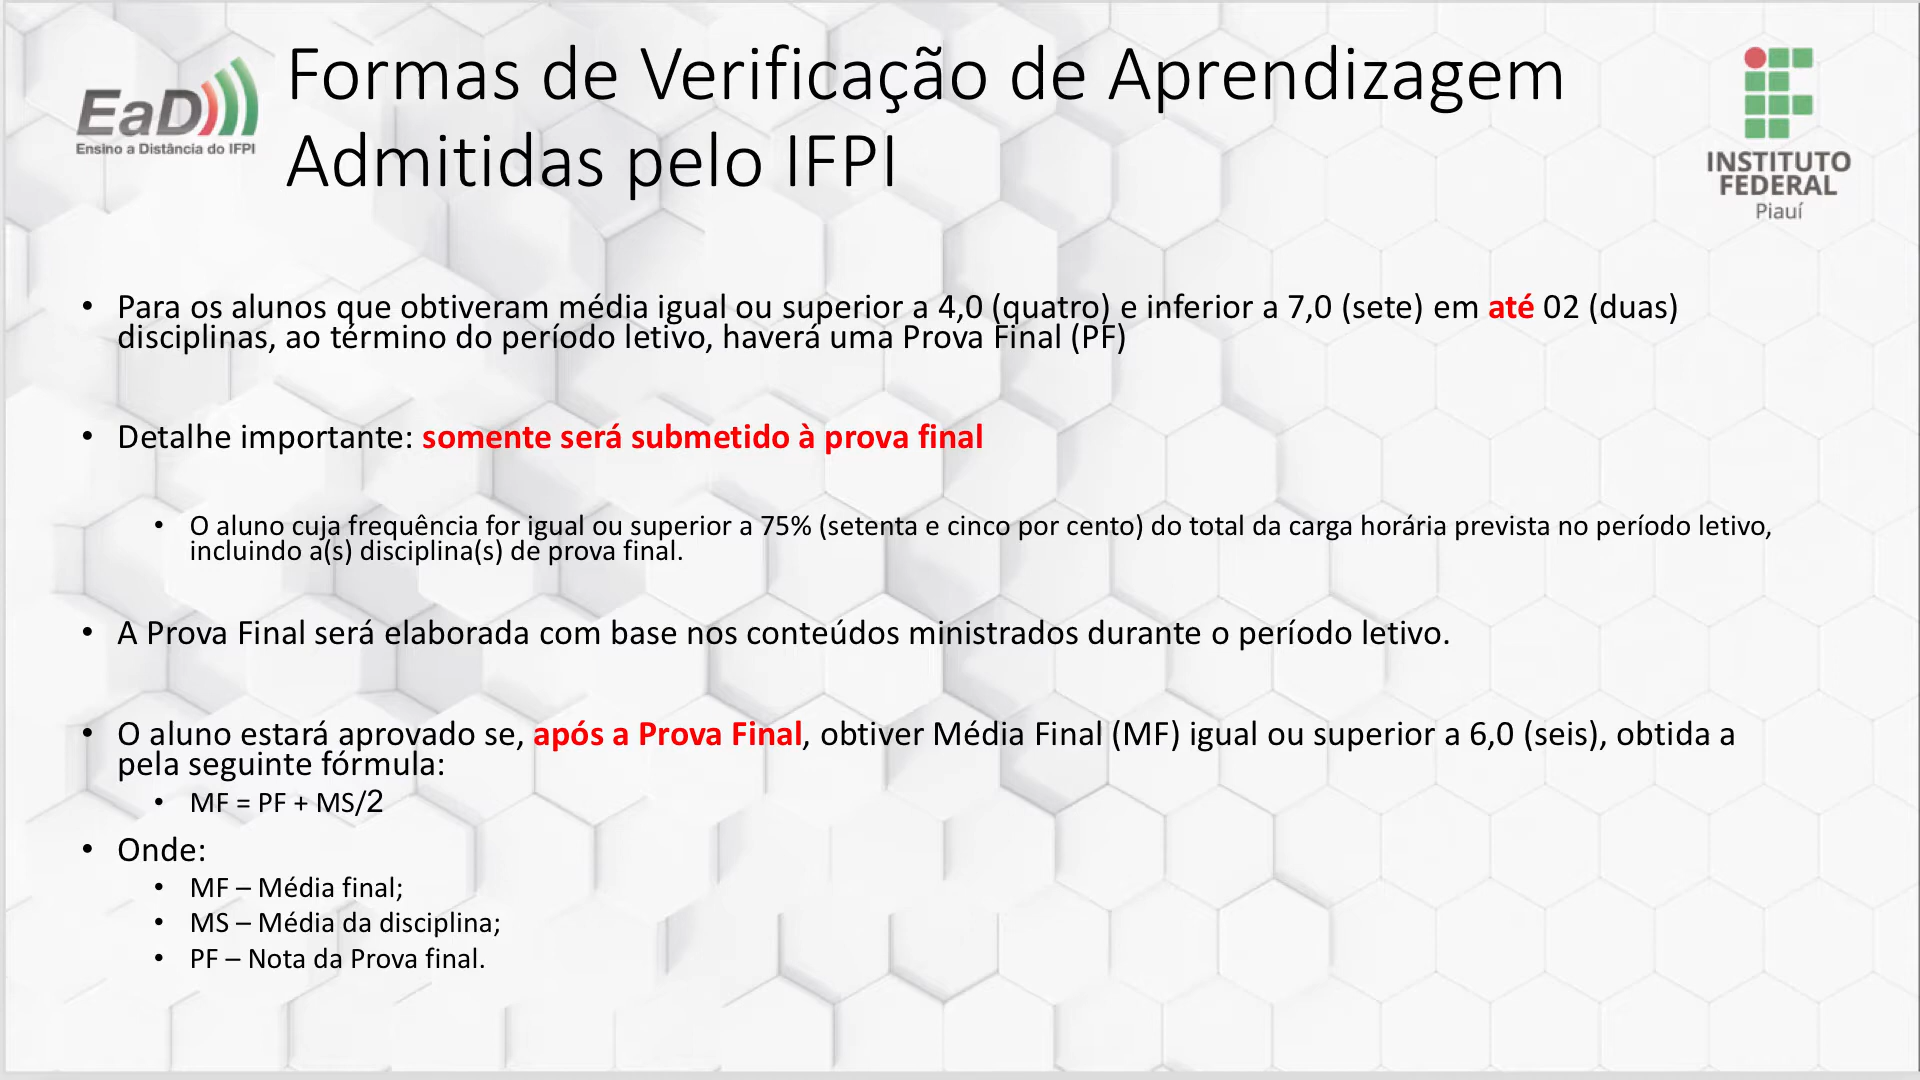 EaD
Ensino a Distância do IFPI
Formas de Verificação de Aprendizagem
Admitidas pelo IFPI
INSTITUTO
FEDERAL
Piauí
• Para os alunos que obtiveram média igual ou superior a 4,0 (quatro) e inferior a 7,0 (sete) em até 02 (duas)
disciplinas, ao término do período letivo, haverá uma Prova Final (PF)
• Detalhe importante: somente será submetido à prova final
• O aluno cuja frequência for igual ou superior a 75% (setenta e cinco por cento) do total da carga horária prevista no período letivo,
incluindo a(s) disciplina(s) de prova final.
• A Prova Final será elaborada com base nos conteúdos ministrados durante o período letivo.
• O aluno estará aprovado se, após a Prova Final, obtiver Média Final (MF) igual ou superior a 6,0 (seis), obtida a
pela seguinte fórmula:
• MF = PF + MS/2
• Onde:
• MF – Média final;
• MS – Média da disciplina;
• PF – Nota da Prova final.